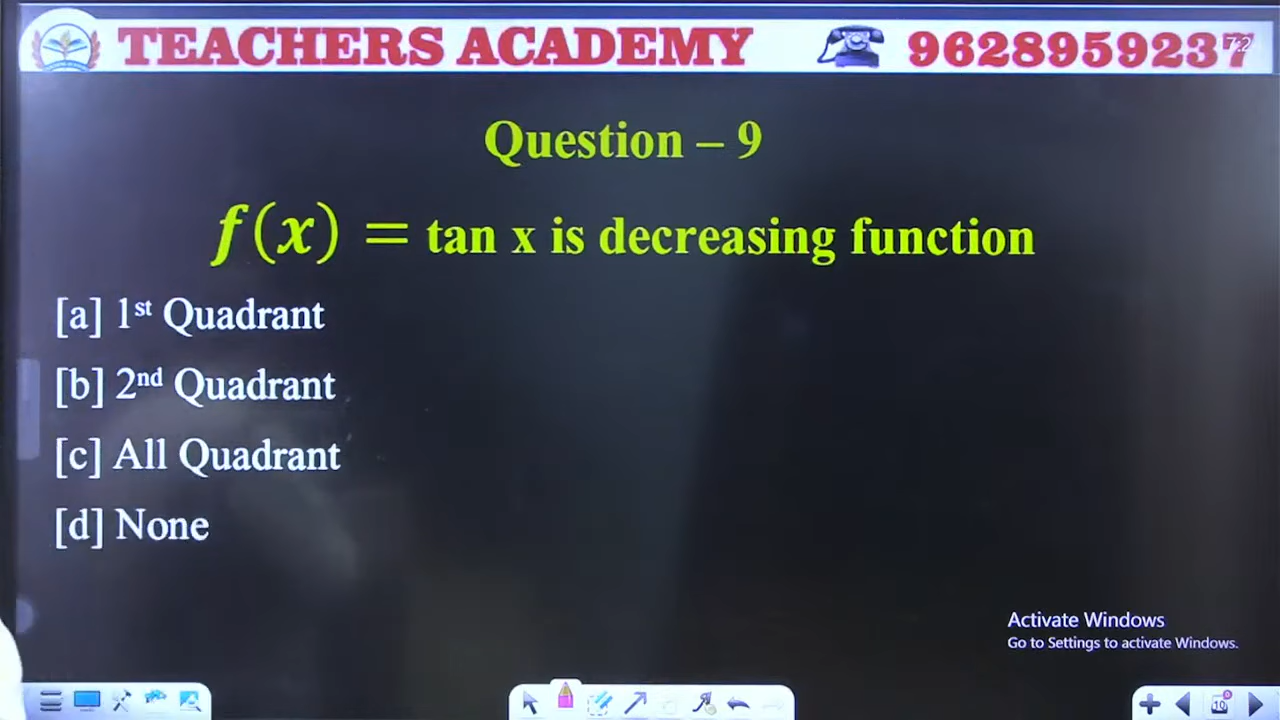 TEACHERS ACADEMY 9628959237
Question – 9
f(x) = tan x is decreasing function
[a] 1st Quadrant
[b] 2nd Quadrant
[c] All Quadrant
[d] None
Activate Windows
Go to Settings to activate Windows.